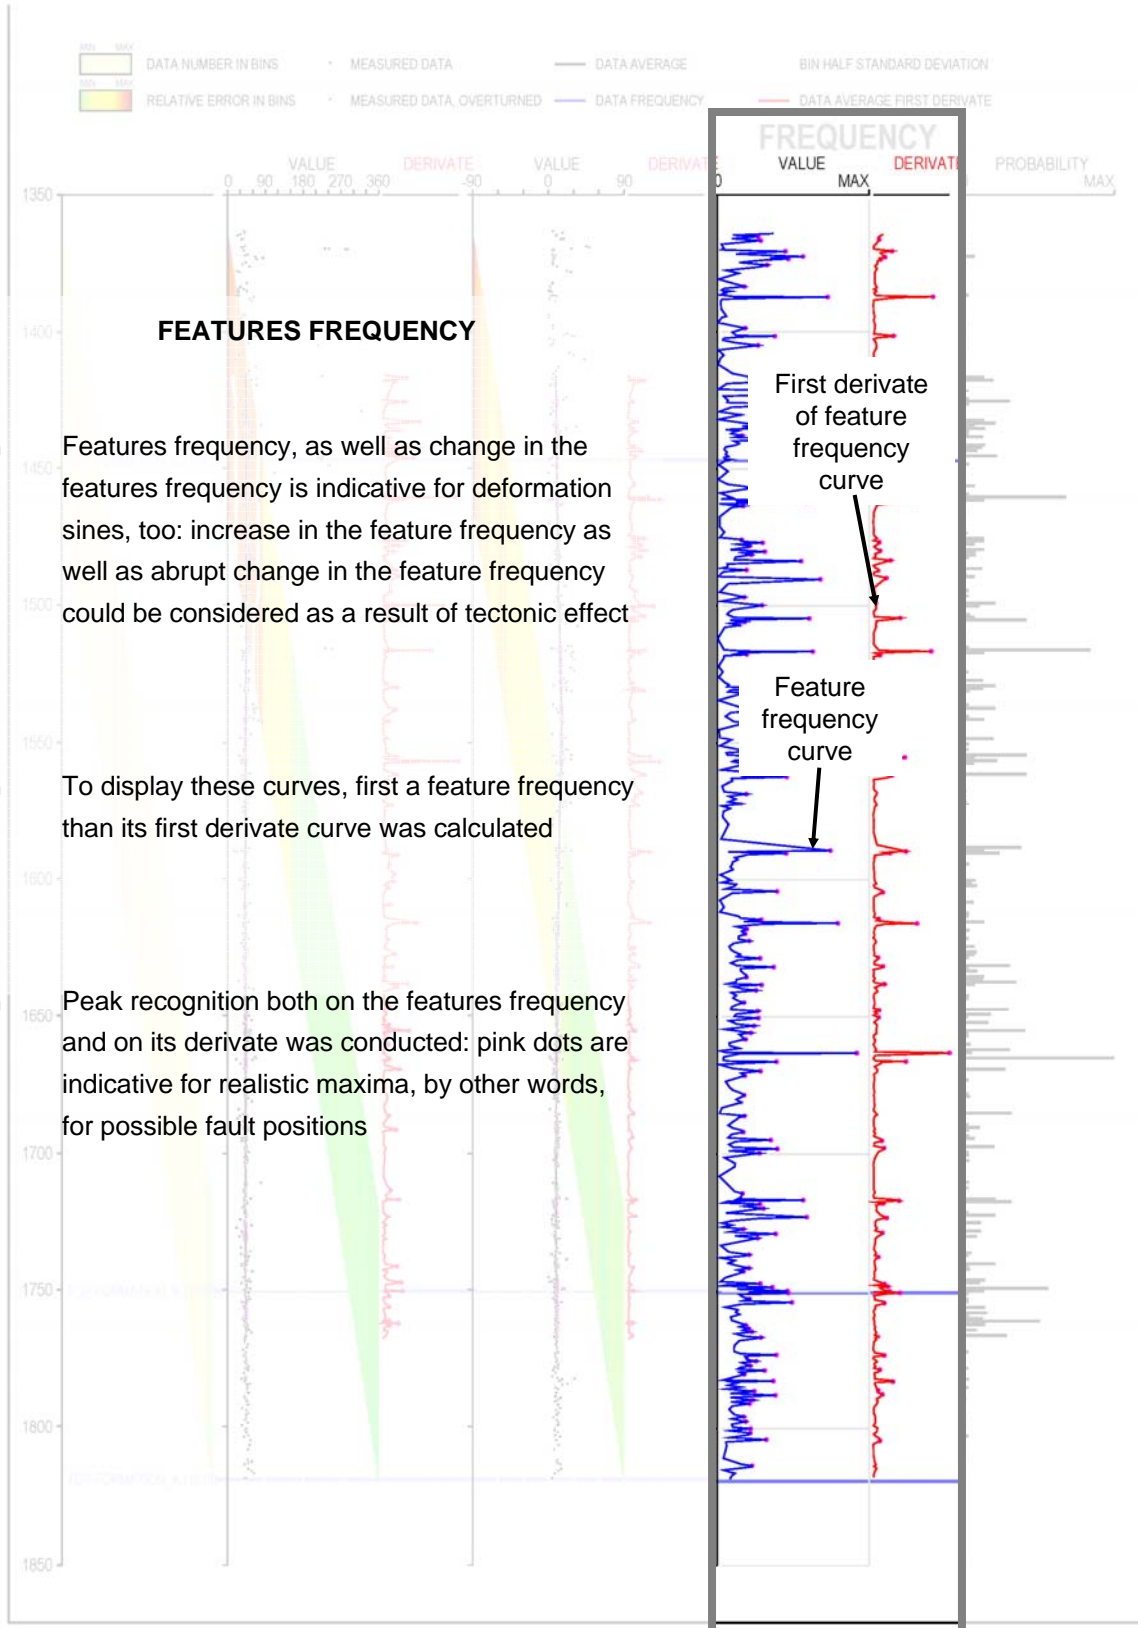 MIN MAX
DATA NUMBER IN BINS
MEASURED DATA
DATA AVERAGE
BIN HALF STANDARD DEVIATION
MIN MAX
RELATIVE ERROR IN BINS
MEASURED DATA, OVERTURNED
DATA FREQUENCY
DATA AVERAGE FIRST DERIVATE
FREQUENCY
VALUE DERIVATE VALUE DERIVATE VALUE DERIVATE PROBABILITY
0 90 180 270 360 -90 0 90 0 MAX MAX
1350
1400
1450
1500
1550
1600
1650
1700
1750
1800
1850
FEATURES FREQUENCY
Features frequency, as well as change in the
features frequency is indicative for deformation
sines, too: increase in the feature frequency as
well as abrupt change in the feature frequency
could be considered as a result of tectonic effect
To display these curves, first a feature frequency
than its first derivate curve was calculated
Peak recognition both on the features frequency
and on its derivate was conducted: pink dots are
indicative for realistic maxima, by other words,
for possible fault positions
First derivate
of feature
frequency
curve
Feature
frequency
curve